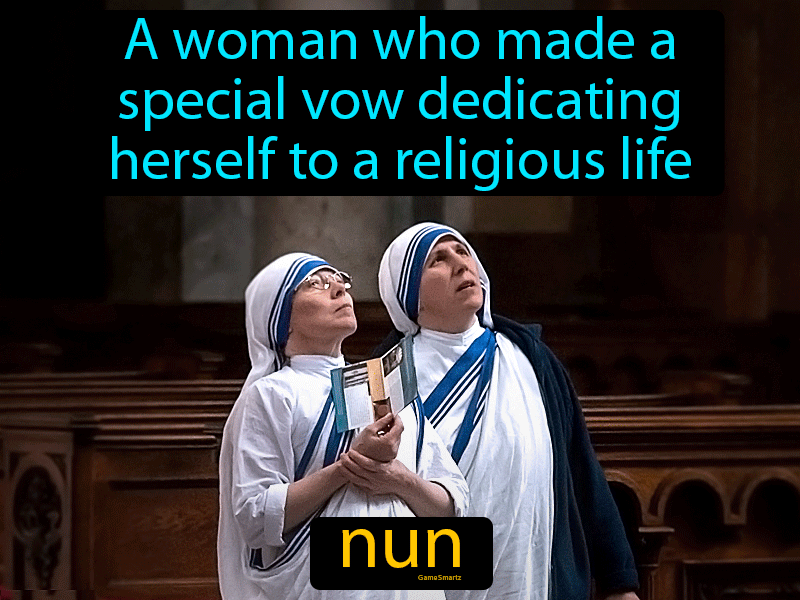 A woman who made a
special vow dedicating
herself to a religious life
nun
GameSmartz